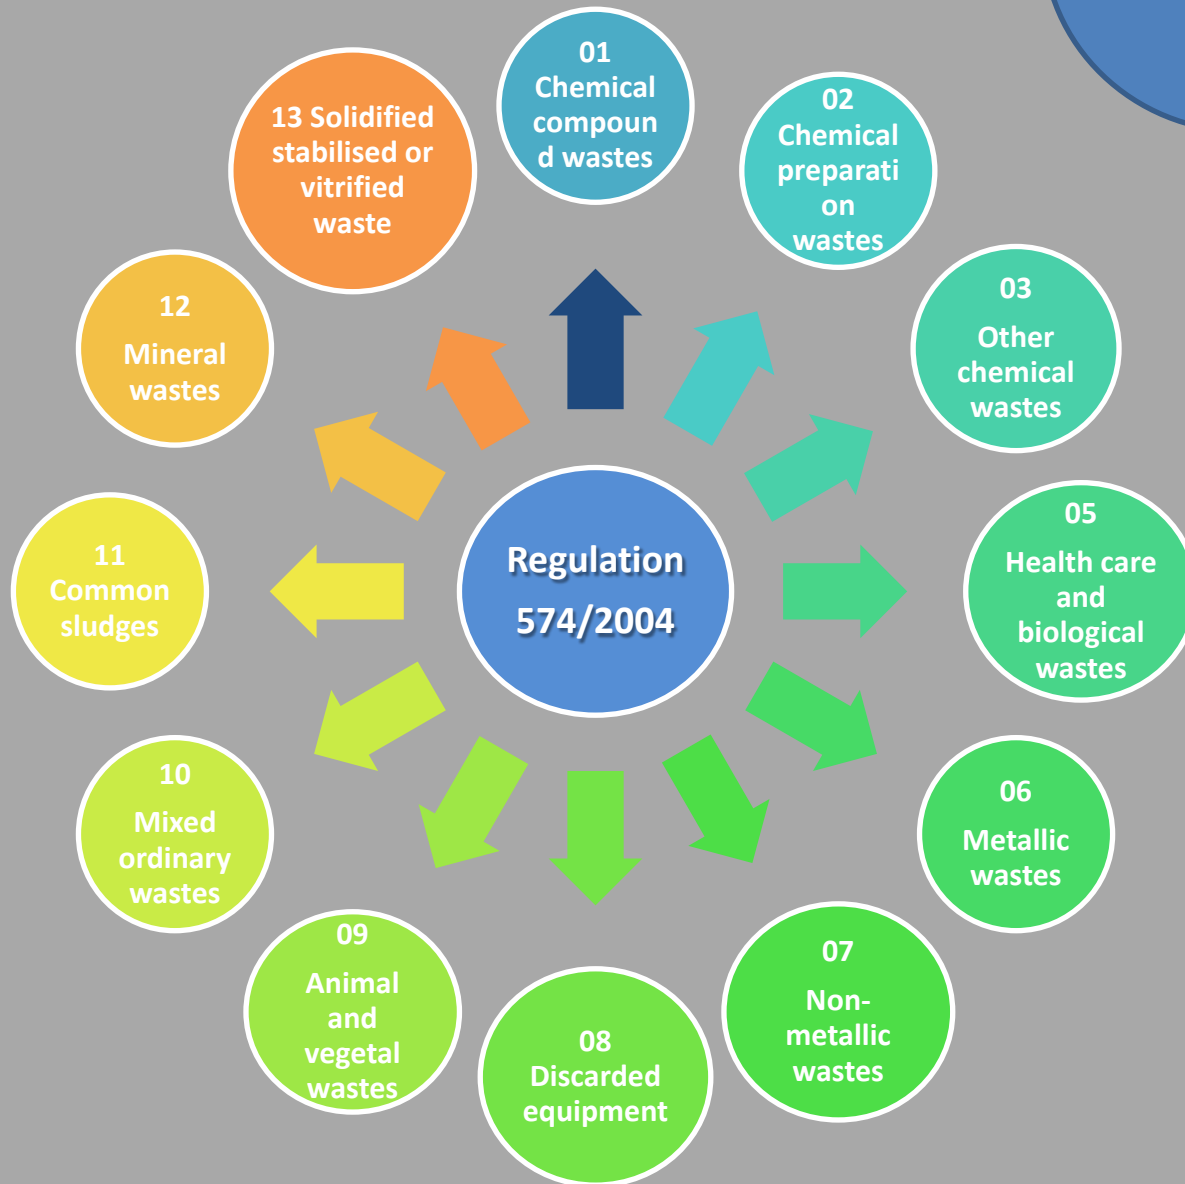 01
Chemical
compoun
d wastes
02
Chemical
preparati
on
wastes
03
Other
chemical
wastes
05
Health care
and
biological
wastes
06
Metallic
wastes
07
Non-
metallic
wastes
08
Discarded
equipment
09
Animal
and
vegetal
wastes
10
Mixed
ordinary
wastes
11
Common
sludges
12
Mineral
wastes
13 Solidified
stabilised or
vitrified
waste
Regulation
574/2004